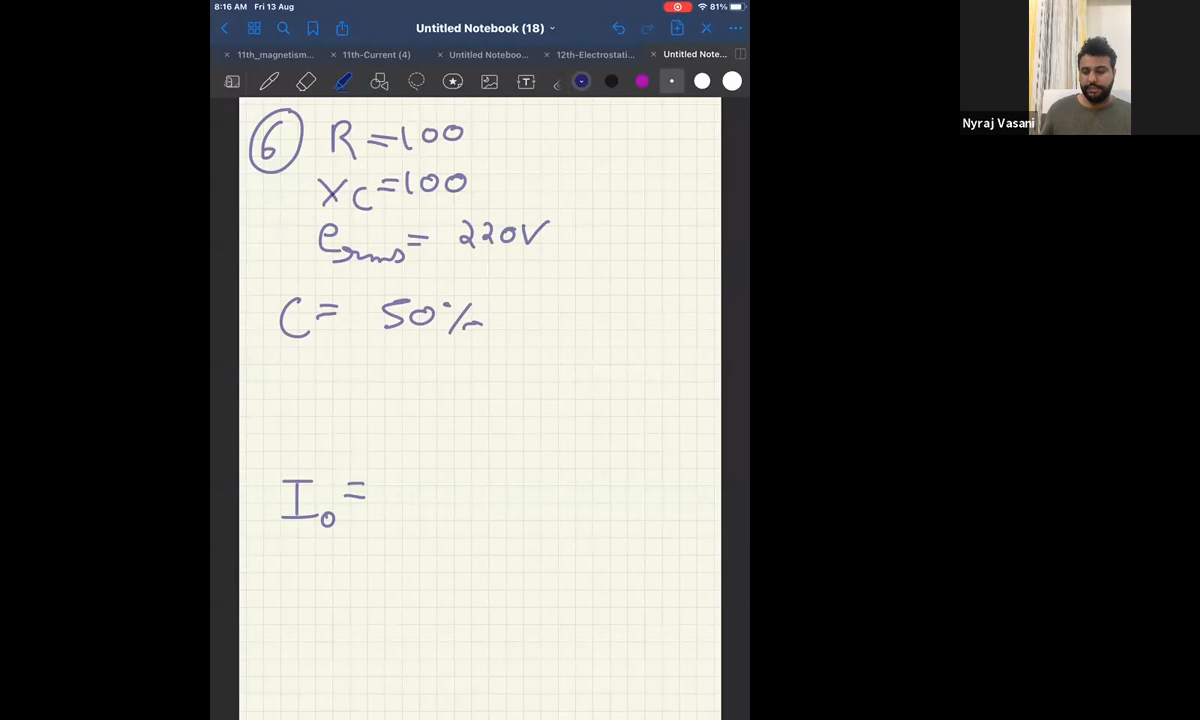 8:16 AM Fri 13 Aug
81%
Untitled Notebook (18)
11th_magnetism...
11th-Current (4)
Untitled Noteboo...
12th-Electrostati...
Untitled Note...
Nyraj Vasani
6 R=100
XC=100
erms= 220V
C= 50%
I0=